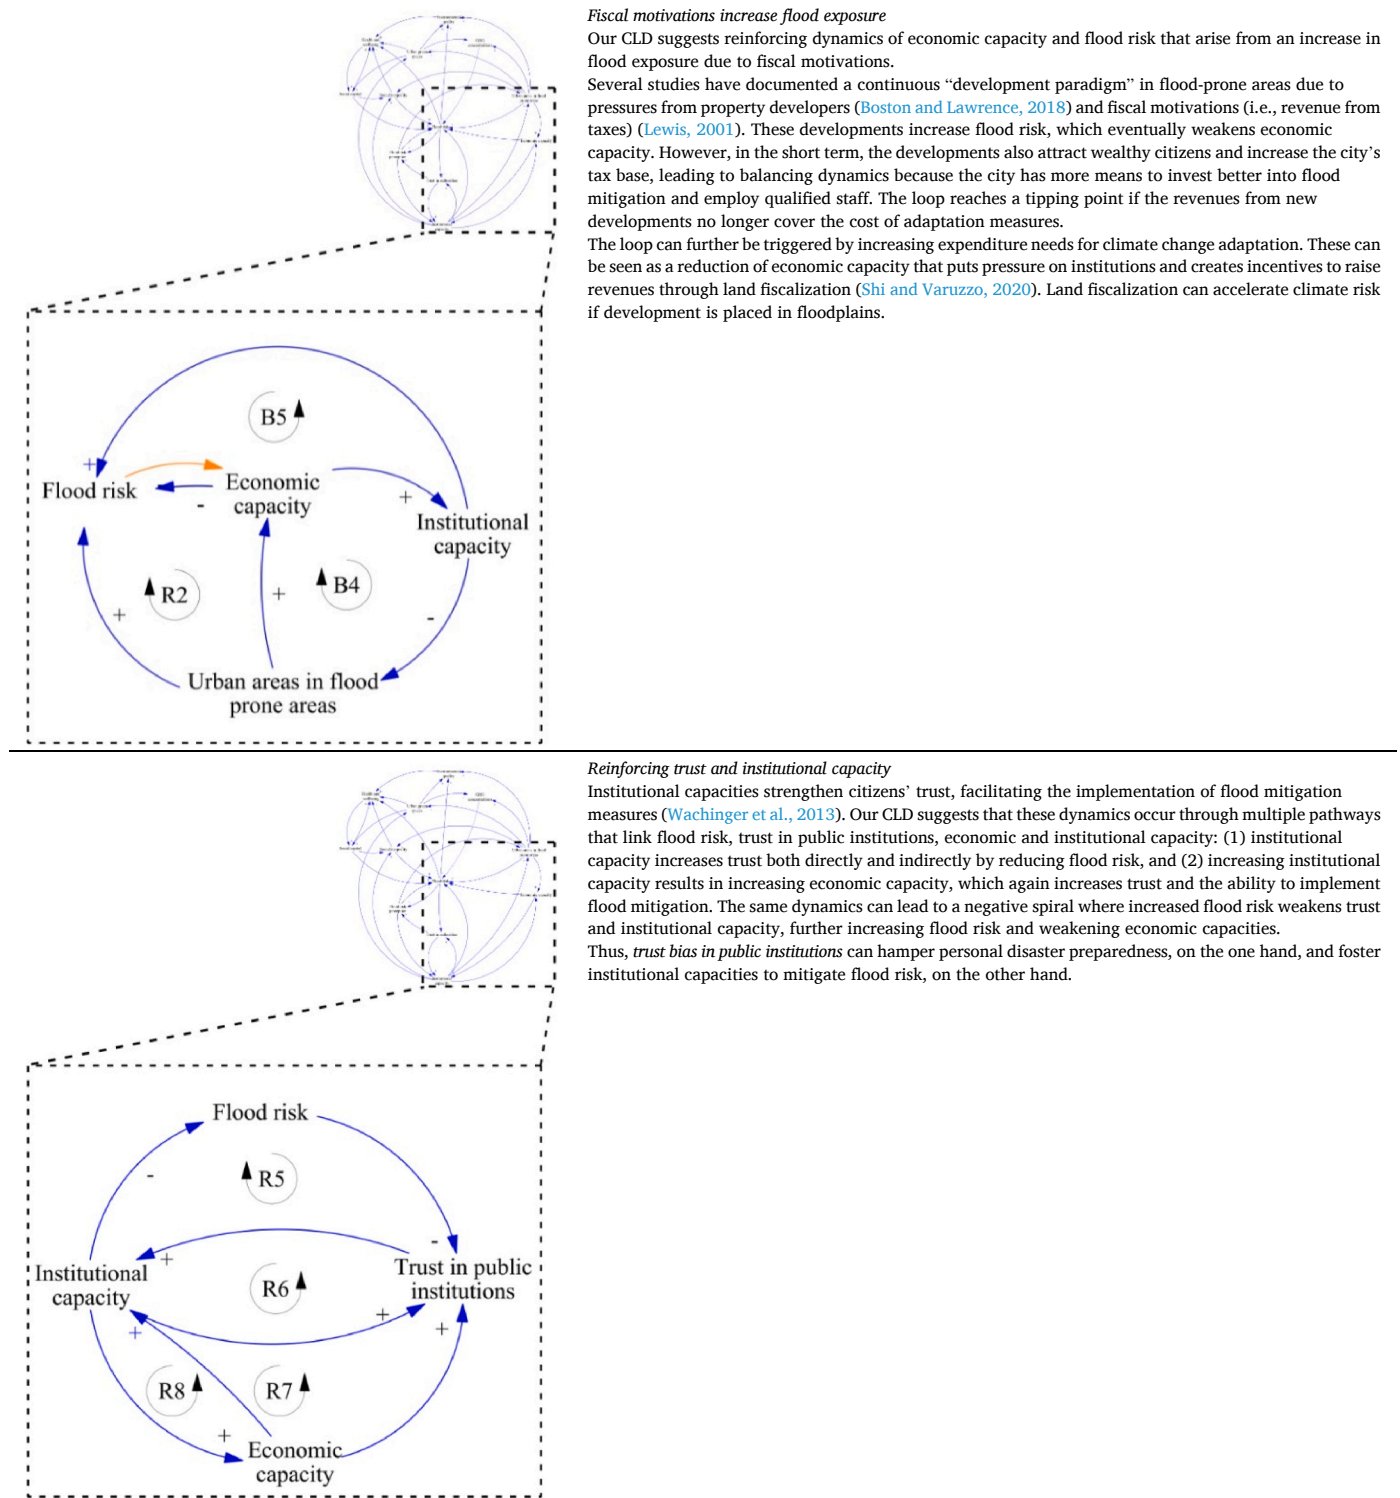 Fiscal motivations increase flood exposure
Our CLD suggests reinforcing dynamics of economic capacity and flood risk that arise from an increase in
flood exposure due to fiscal motivations.
Several studies have documented a continuous “development paradigm” in flood-prone areas due to
pressures from property developers (Boston and Lawrence, 2018) and fiscal motivations (i.e., revenue from
taxes) (Lewis, 2001). These developments increase flood risk, which eventually weakens economic
capacity. However, in the short term, the developments also attract wealthy citizens and increase the city’s
tax base, leading to balancing dynamics because the city has more means to invest better into flood
mitigation and employ qualified staff. The loop reaches a tipping point if the revenues from new
developments no longer cover the cost of adaptation measures.
The loop can further be triggered by increasing expenditure needs for climate change adaptation. These can
be seen as a reduction of economic capacity that puts pressure on institutions and creates incentives to raise
revenues through land fiscalization (Shi and Varuzzo, 2020). Land fiscalization can accelerate climate risk
if development is placed in floodplains.
B5
+
Flood risk
-
Economic
capacity
+
Institutional
capacity
R2
+
+
B4
-
Urban areas in flood
prone areas
Reinforcing trust and institutional capacity
Institutional capacities strengthen citizens’ trust, facilitating the implementation of flood mitigation
measures (Wachinger et al., 2013). Our CLD suggests that these dynamics occur through multiple pathways
that link flood risk, trust in public institutions, economic and institutional capacity: (1) institutional
capacity increases trust both directly and indirectly by reducing flood risk, and (2) increasing institutional
capacity results in increasing economic capacity, which again increases trust and the ability to implement
flood mitigation. The same dynamics can lead to a negative spiral where increased flood risk weakens trust
and institutional capacity, further increasing flood risk and weakening economic capacities.
Thus, trust bias in public institutions can hamper personal disaster preparedness, on the one hand, and foster
institutional capacities to mitigate flood risk, on the other hand.
Flood risk
-
R5
-
+
Institutional
capacity
R6
Trust in public
institutions
+
+
+
R8
R7
+
Economic
capacity